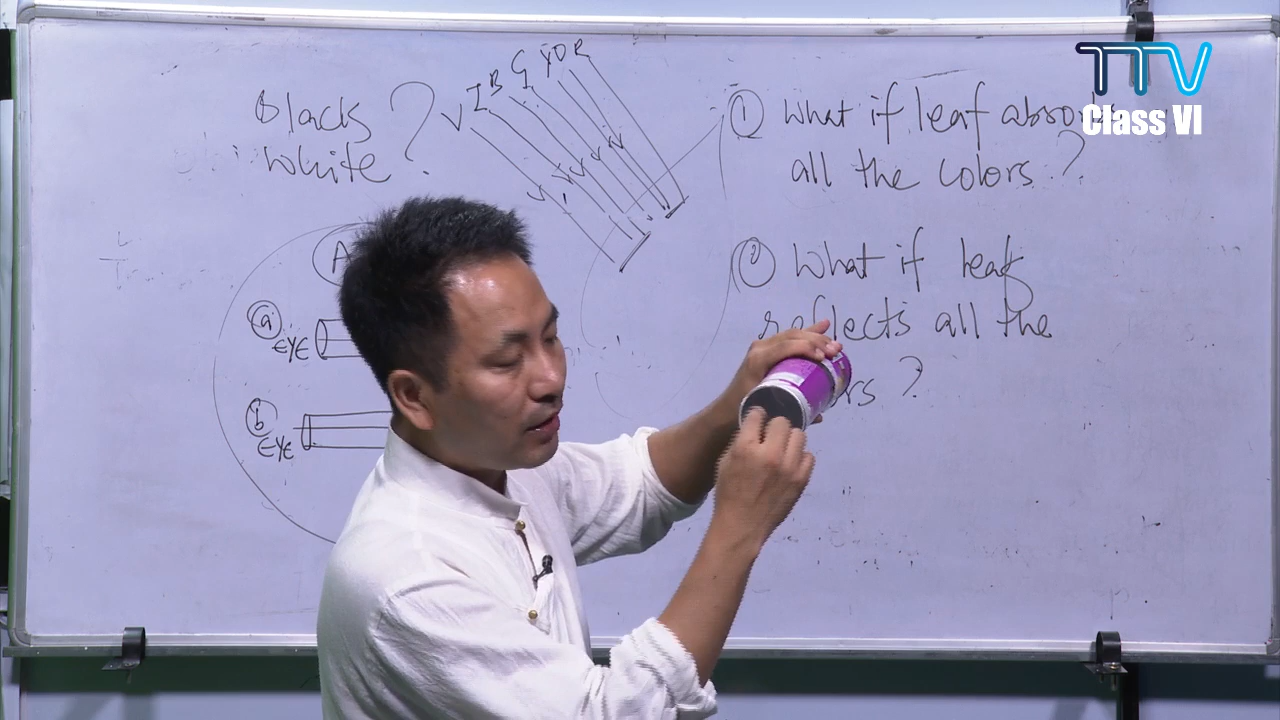 TTV
Class VI
black
white ?
V I B G Y O R
① What if leaf absorbs
all the colors ?
② What if leaf
reflects all the
rs ?
A
ⓐ
EYE
ⓑ
EYE